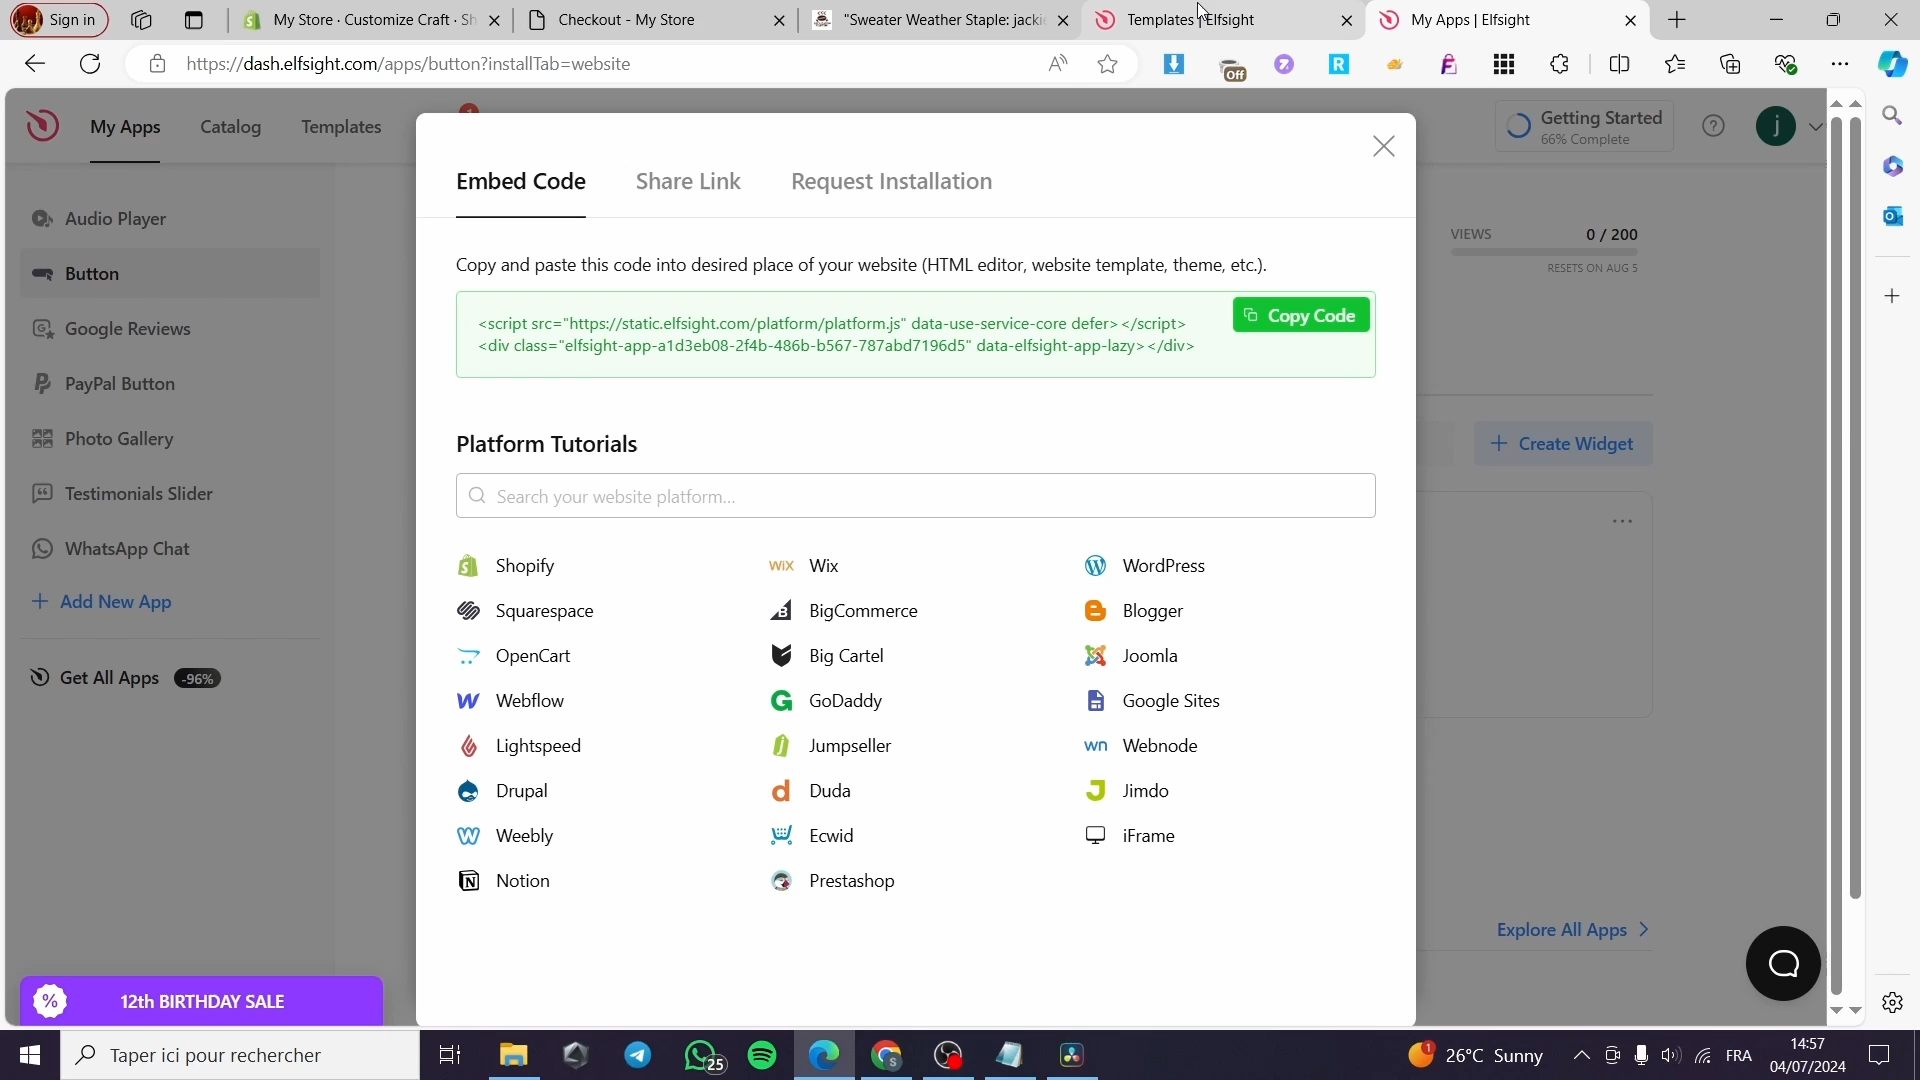 Sign in
My Store · Customize Craft · Sh
Checkout - My Store
"Sweater Weather Staple: jacki
Templates | Elfsight
My Apps | Elfsight
https://dash.elfsight.com/apps/button?installTab=website
Off
My Apps
Catalog
Templates
1
Getting Started
66% Complete
j
Embed Code
Share Link
Request Installation
Audio Player
Button
Google Reviews
PayPal Button
Photo Gallery
Testimonials Slider
WhatsApp Chat
Add New App
Get All Apps
-96%
12th BIRTHDAY SALE
VIEWS
0 / 200
RESETS ON AUG 5
Copy and paste this code into desired place of your website (HTML editor, website template, theme, etc.).
<script src="https://static.elfsight.com/platform/platform.js" data-use-service-core defer></script>
<div class="elfsight-app-a1d3eb08-2f4b-486b-b567-787abd7196d5" data-elfsight-app-lazy></div>
Copy Code
Platform Tutorials
Search your website platform...
Create Widget
Shopify
Wix
WordPress
Squarespace
BigCommerce
Blogger
OpenCart
Big Cartel
Joomla
Webflow
GoDaddy
Google Sites
Lightspeed
Jumpseller
Webnode
Drupal
Duda
Jimdo
Weebly
Ecwid
iFrame
Notion
Prestashop
Explore All Apps
Taper ici pour rechercher
25
1
26°C Sunny
FRA
14:57
04/07/2024